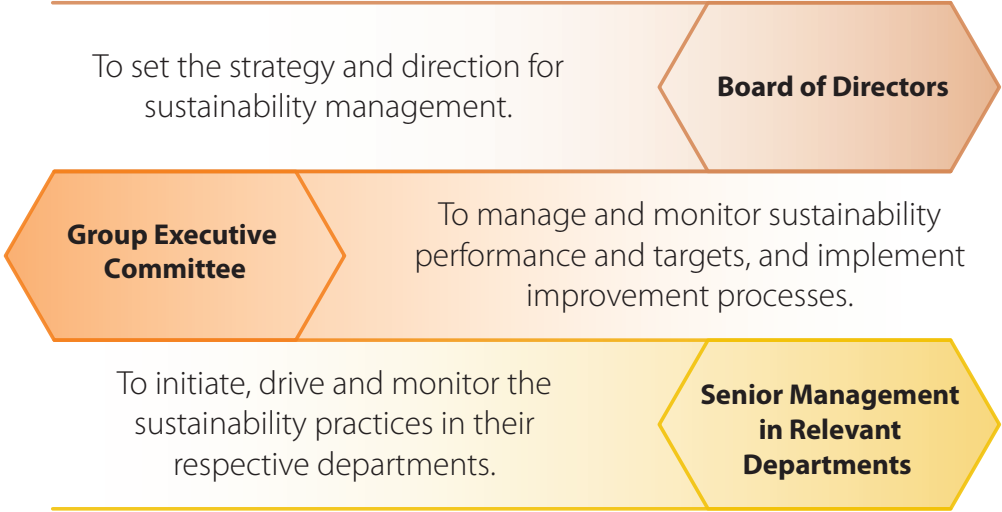 To set the strategy and direction for
sustainability management.
Board of Directors
Group Executive
Committee
To manage and monitor sustainability
performance and targets, and implement
improvement processes.
To initiate, drive and monitor the
sustainability practices in their
respective departments.
Senior Management
in Relevant
Departments